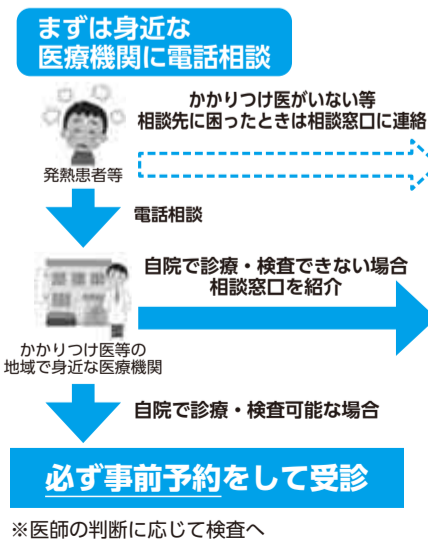 まずは身近な
医療機関に電話相談
かかりつけ医がいない等
相談先に困ったときは相談窓口に連絡
発熱患者等
電話相談
自院で診療・検査できない場合
相談窓口を紹介
かかりつけ医等の
地域で身近な医療機関
自院で診療・検査可能な場合
必ず事前予約をして受診
※医師の判断に応じて検査へ